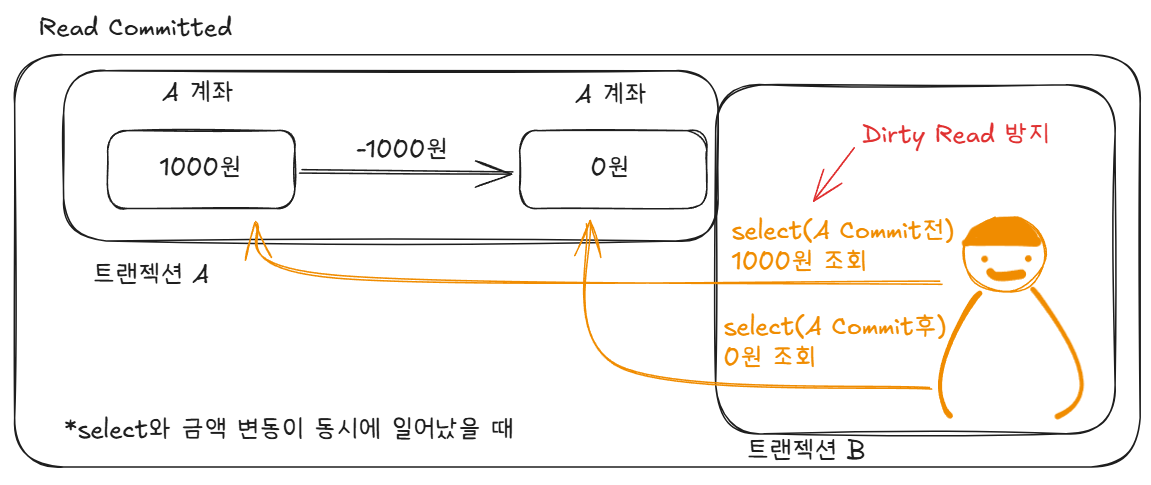 Read Committed
A 계좌
A 계좌
1000원
-1000원
0원
트랜젝션 A
Dirty Read 방지
select(A Commit전)
1000원 조회
select(A Commit후)
0원 조회
*select와 금액 변동이 동시에 일어났을 때
트랜젝션 B